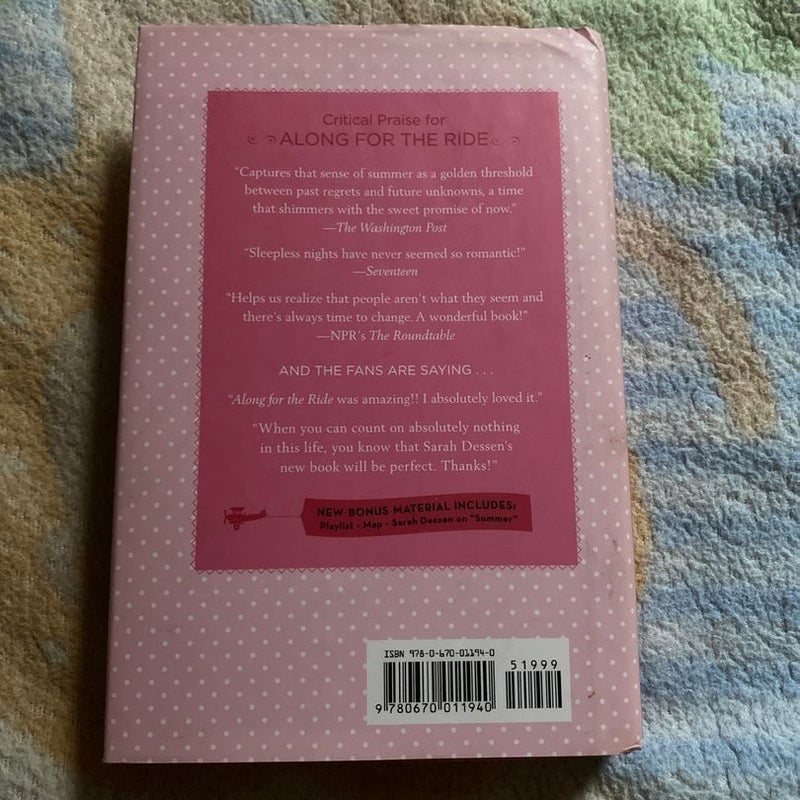 Critical Praise for
ALONG FOR THE RIDE
“Captures that sense of summer as a golden threshold
between past regrets and future unknowns, a time
that shimmers with the sweet promise of now.”
—The Washington Post
“Sleepless nights have never seemed so romantic!”
—Seventeen
“Helps us realize that people aren't what they seem and
there's always time to change. A wonderful book!”
—NPR's The Roundtable
AND THE FANS ARE SAYING . . .
“Along for the Ride was amazing!! I absolutely loved it.”
“When you can count on absolutely nothing
in this life, you know that Sarah Dessen's
new book will be perfect. Thanks!”
NEW BONUS MATERIAL INCLUDES:
Playlist • Map • Sarah Dessen on “Summer”
ISBN 978-0-670-01194-0
51999
9 780670 011940